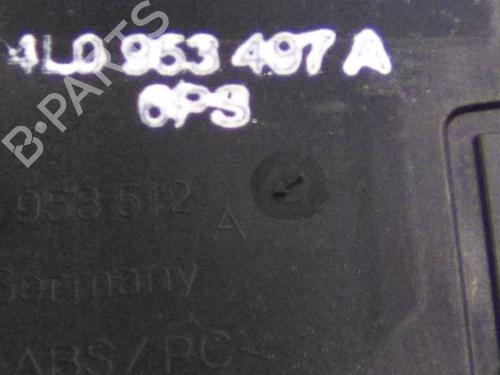 4L0 953 497 A
6PS
B-PARTS
953 512
A
Germany
ABS/PC